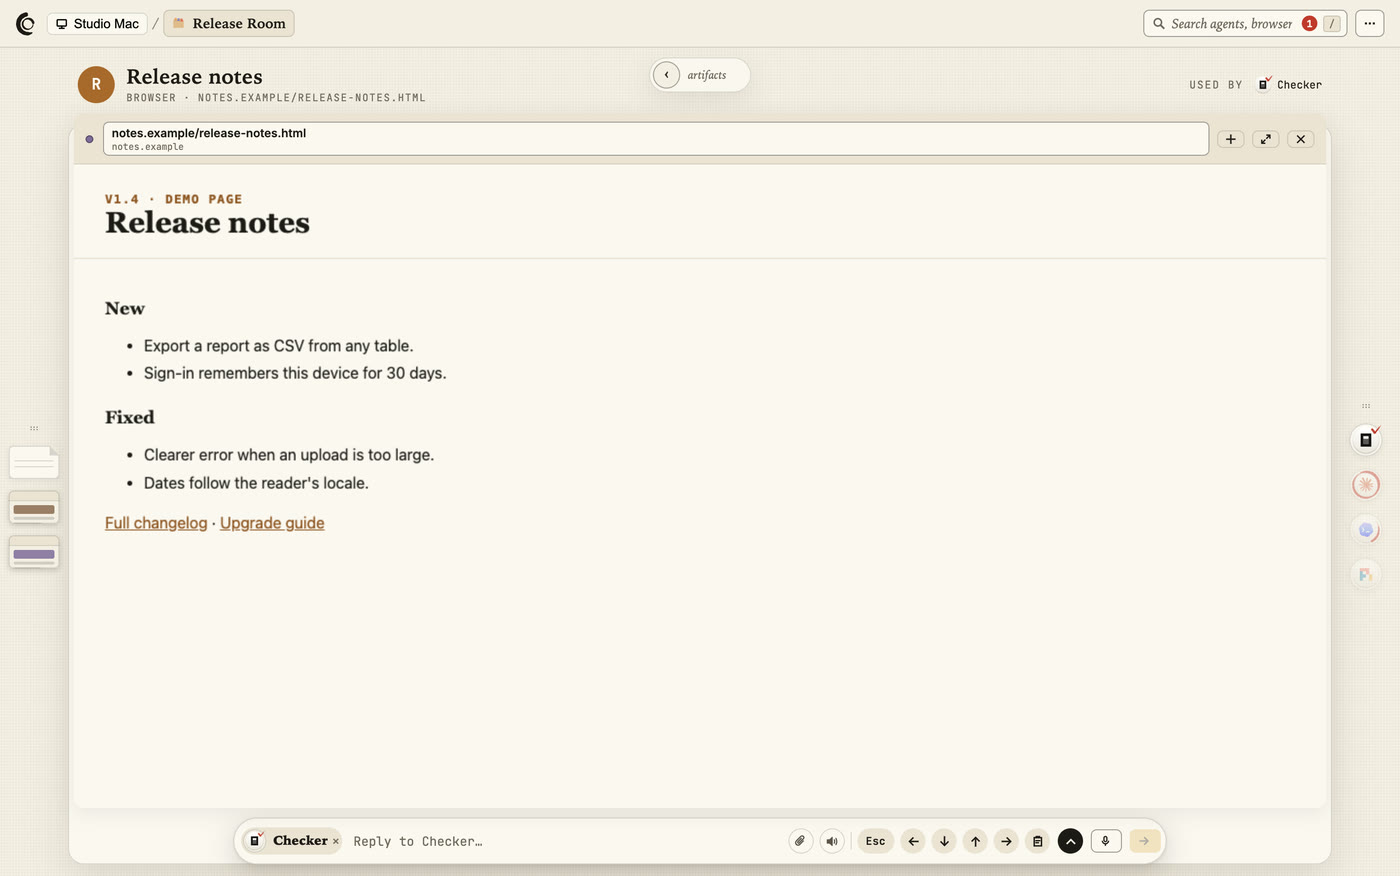 Studio Mac / Release Room
Search agents, browser 1 /
Release notes
BROWSER · NOTES.EXAMPLE/RELEASE-NOTES.HTML
R
artifacts
USED BY Checker
notes.example/release-notes.html
notes.example
V1.4 · DEMO PAGE
Release notes
New
• Export a report as CSV from any table.
• Sign-in remembers this device for 30 days.
Fixed
• Clearer error when an upload is too large.
• Dates follow the reader's locale.
Full changelog · Upgrade guide
Checker × Reply to Checker… Esc